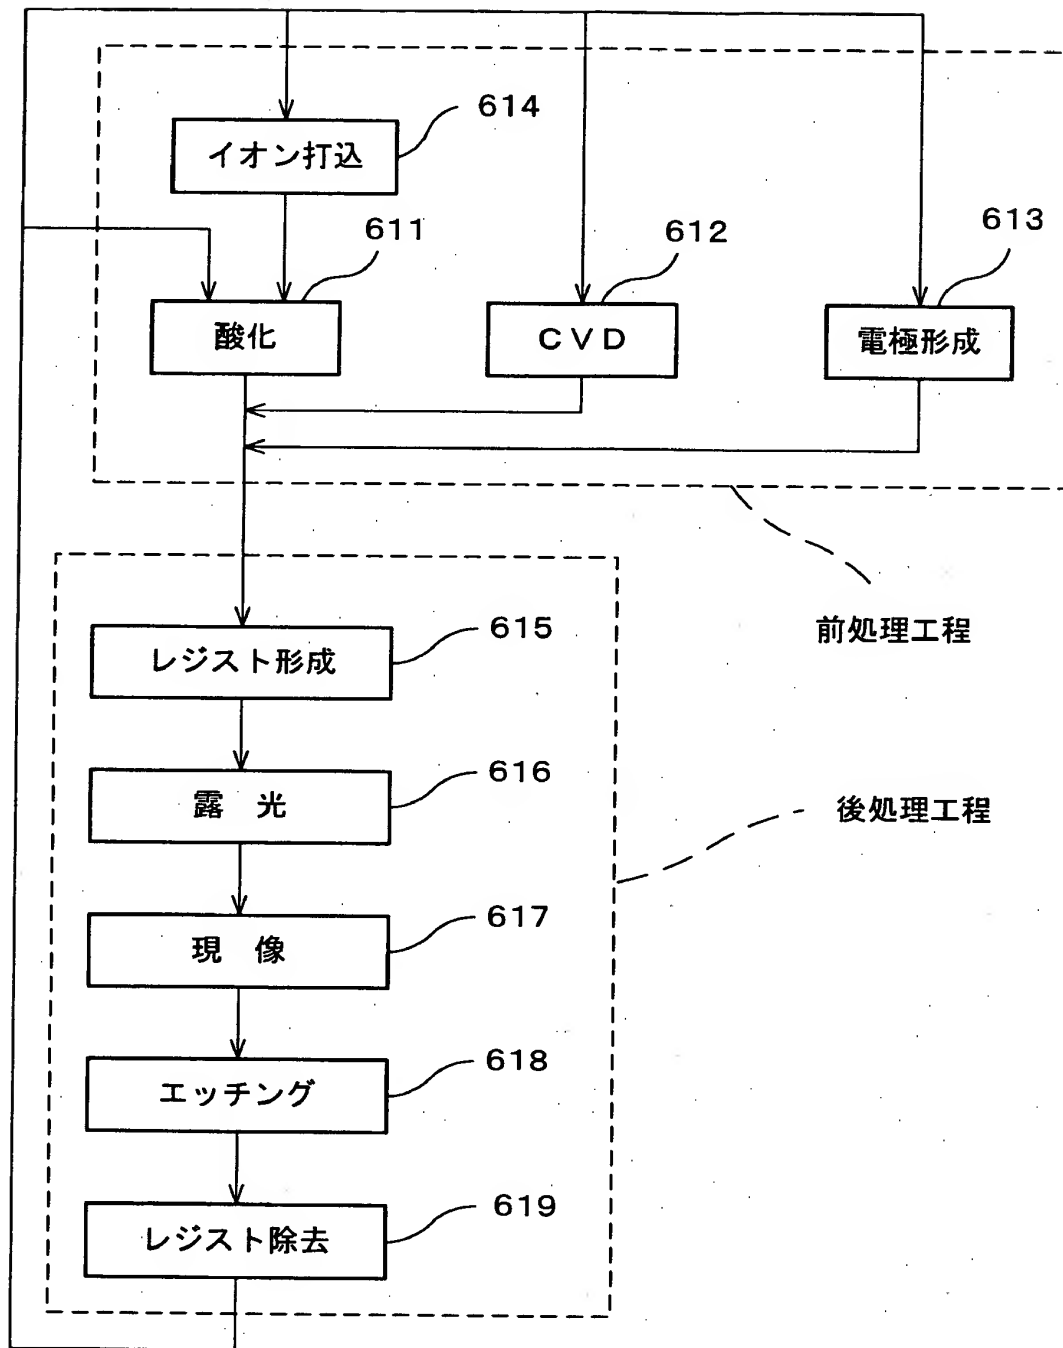 614
イオン打込
611
612
613
酸化
CVD
電極形成
前処理工程
615
レジスト形成
616
露 光
後処理工程
617
現 像
618
エッチング
619
レジスト除去